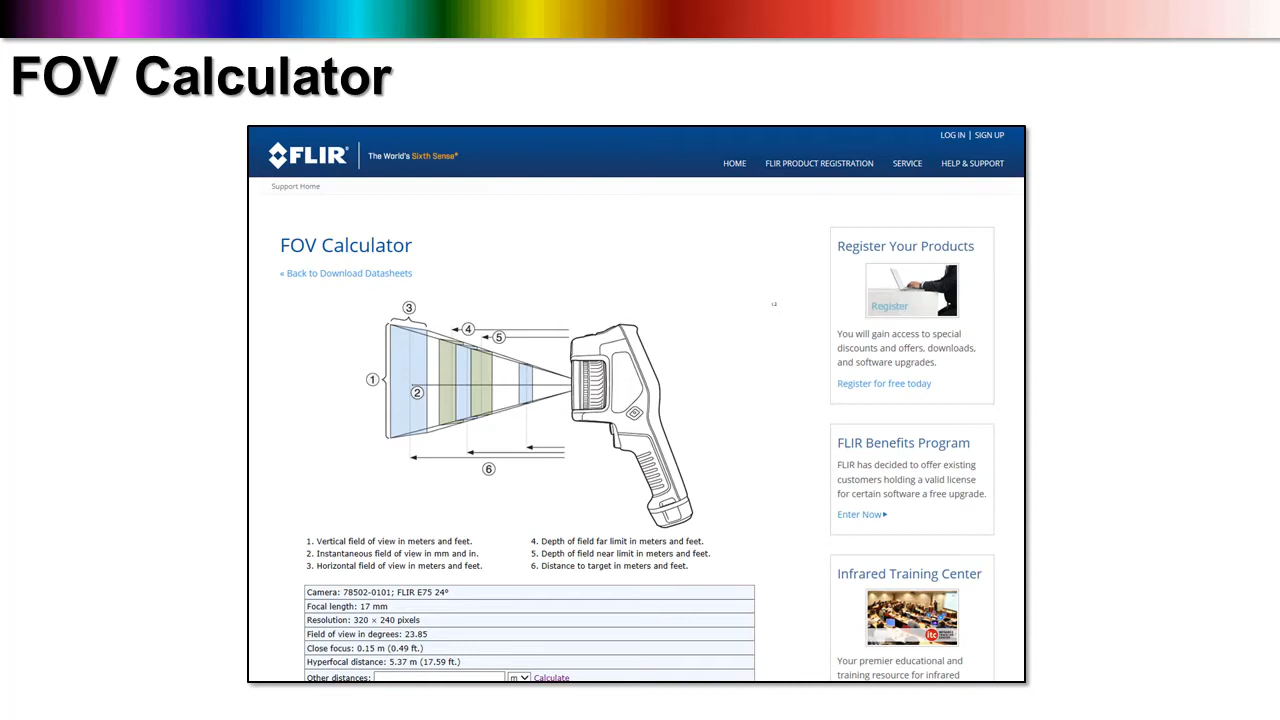 FOV Calculator
LOG IN | SIGN UP
FLIR® | The World's Sixth Sense®
HOME FLIR PRODUCT REGISTRATION SERVICE HELP & SUPPORT
Support Home
FOV Calculator
« Back to Download Datasheets
3
4
5
1
2
6
1. Vertical field of view in meters and feet.
2. Instantaneous field of view in mm and in.
3. Horizontal field of view in meters and feet.
4. Depth of field far limit in meters and feet.
5. Depth of field near limit in meters and feet.
6. Distance to target in meters and feet.
Camera: 78502-0101; FLIR E75 24°
Focal length: 17 mm
Resolution: 320 × 240 pixels
Field of view in degrees: 23.85
Close focus: 0.15 m (0.49 ft.)
Hyperfocal distance: 5.37 m (17.59 ft.)
Other distances: m Calculate
Register Your Products
Register
You will gain access to special
discounts and offers, downloads,
and software upgrades.
Register for free today
FLIR Benefits Program
FLIR has decided to offer existing
customers holding a valid license
for certain software a free upgrade.
Enter Now
Infrared Training Center
itc
Your premier educational and
training resource for infrared